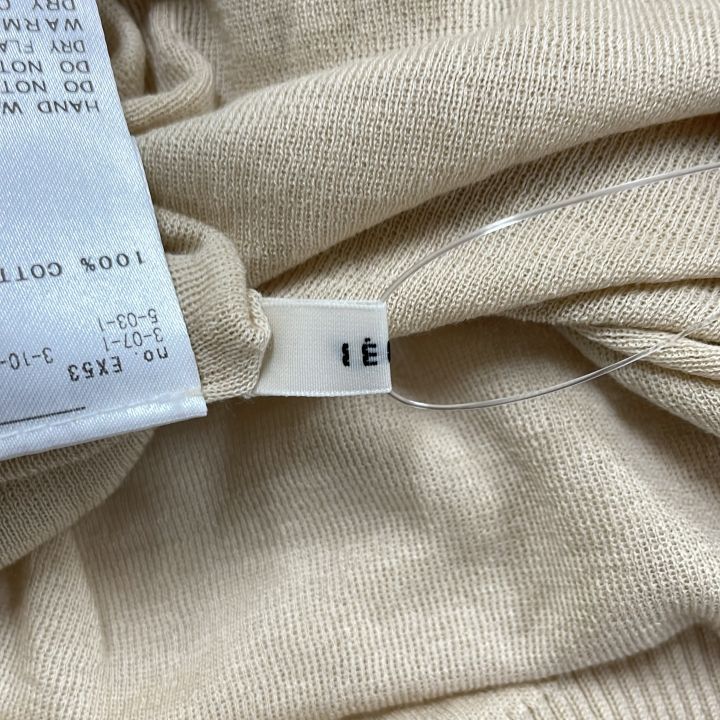 no. EX53
3-07-1 3-10-
5-03-1
100% COTT
HAND W
DO NOT
DO NOT
DRY FLA
WARM
DRY